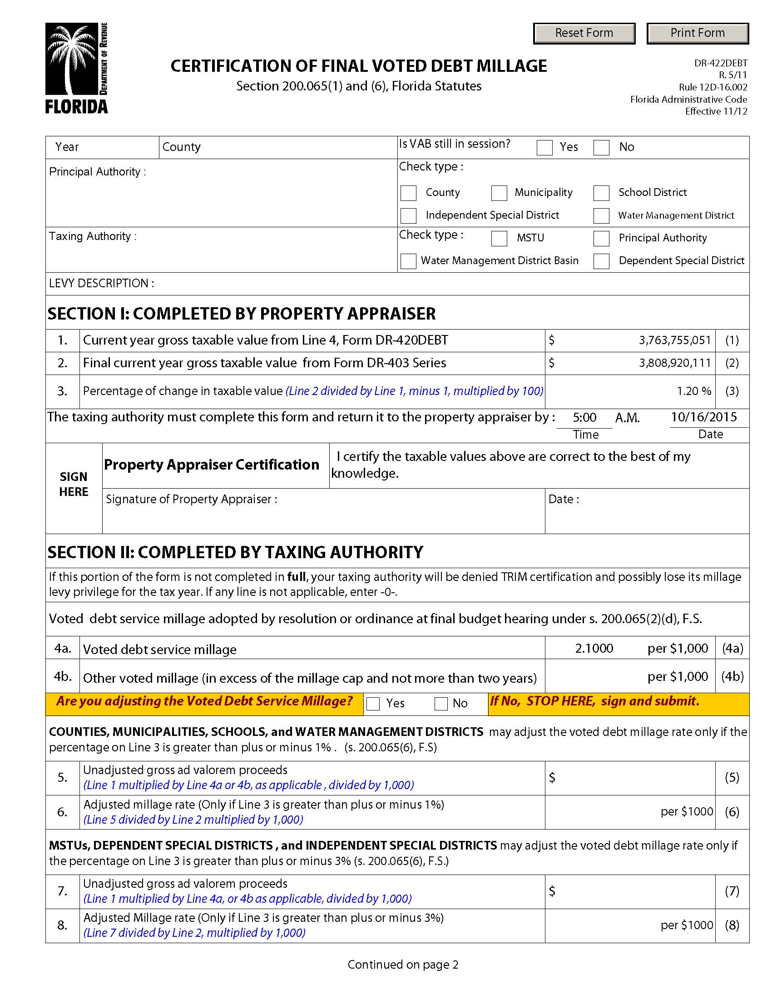 Reset Form
Print Form
DEPARTMENT OF REVENUE
FLORIDA
CERTIFICATION OF FINAL VOTED DEBT MILLAGE
Section 200.065(1) and (6), Florida Statutes
DR-422DEBT
R. 5/11
Rule 12D-16.002
Florida Administrative Code
Effective 11/12
Year
County
Is VAB still in session?
Yes
No
Principal Authority :
Check type :
County
Municipality
School District
Independent Special District
Water Management District
Taxing Authority :
Check type :
MSTU
Principal Authority
Water Management District Basin
Dependent Special District
LEVY DESCRIPTION :
SECTION I: COMPLETED BY PROPERTY APPRAISER
1. Current year gross taxable value from Line 4, Form DR-420DEBT $ 3,763,755,051 (1)
2. Final current year gross taxable value from Form DR-403 Series $ 3,808,920,111 (2)
3. Percentage of change in taxable value (Line 2 divided by Line 1, minus 1, multiplied by 100) 1.20 % (3)
The taxing authority must complete this form and return it to the property appraiser by : 5:00 A.M. 10/16/2015
Time Date
SIGN
HERE
Property Appraiser Certification
I certify the taxable values above are correct to the best of my
knowledge.
Signature of Property Appraiser :
Date :
SECTION II: COMPLETED BY TAXING AUTHORITY
If this portion of the form is not completed in full, your taxing authority will be denied TRIM certification and possibly lose its millage
levy privilege for the tax year. If any line is not applicable, enter -0-.
Voted debt service millage adopted by resolution or ordinance at final budget hearing under s. 200.065(2)(d), F.S.
4a. Voted debt service millage 2.1000 per $1,000 (4a)
4b. Other voted millage (in excess of the millage cap and not more than two years) per $1,000 (4b)
Are you adjusting the Voted Debt Service Millage? Yes No If No, STOP HERE, sign and submit.
COUNTIES, MUNICIPALITIES, SCHOOLS, and WATER MANAGEMENT DISTRICTS may adjust the voted debt millage rate only if the
percentage on Line 3 is greater than plus or minus 1% . (s. 200.065(6), F.S)
5. Unadjusted gross ad valorem proceeds
(Line 1 multiplied by Line 4a or 4b, as applicable , divided by 1,000)
$ (5)
6. Adjusted millage rate (Only if Line 3 is greater than plus or minus 1%)
(Line 5 divided by Line 2 multiplied by 1,000)
per $1000 (6)
MSTUs, DEPENDENT SPECIAL DISTRICTS , and INDEPENDENT SPECIAL DISTRICTS may adjust the voted debt millage rate only if
the percentage on Line 3 is greater than plus or minus 3% (s. 200.065(6), F.S.)
7. Unadjusted gross ad valorem proceeds
(Line 1 multiplied by Line 4a, or 4b as applicable, divided by 1,000)
$ (7)
8. Adjusted Millage rate (Only if Line 3 is greater than plus or minus 3%)
(Line 7 divided by Line 2, multiplied by 1,000)
per $1000 (8)
Continued on page 2